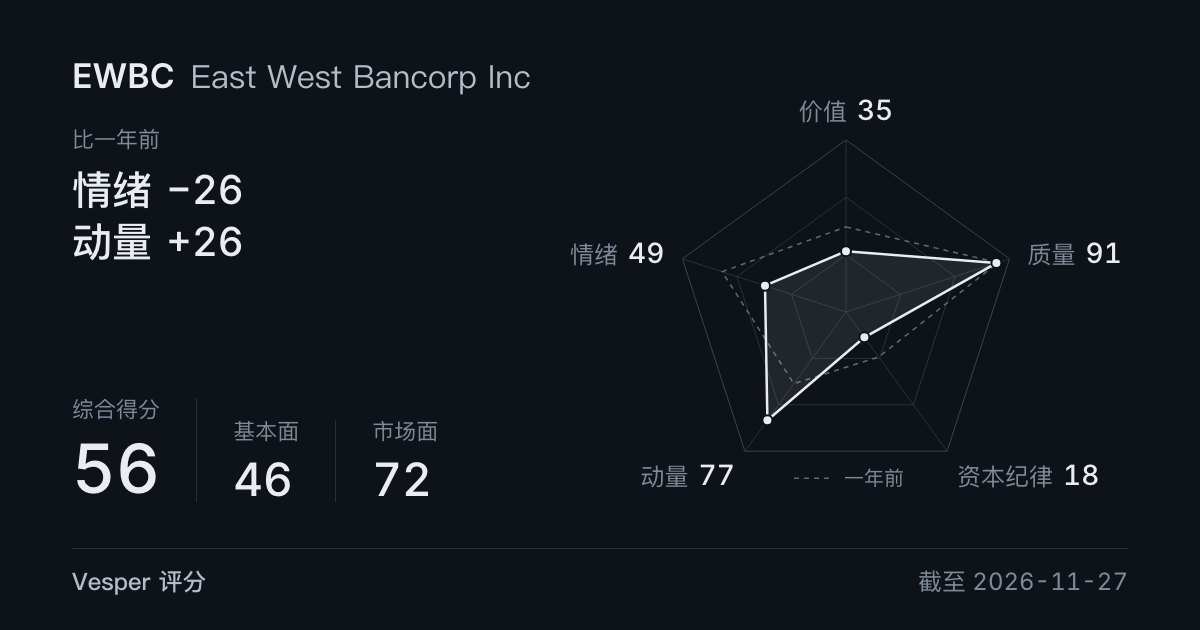 EWBC East West Bancorp Inc
比一年前
情绪 −26
动量 +26
价值 35
情绪 49
质量 91
动量 77
一年前
资本纪律 18
综合得分
56
基本面
46
市场面
72
Vesper 评分
截至 2026-11-27